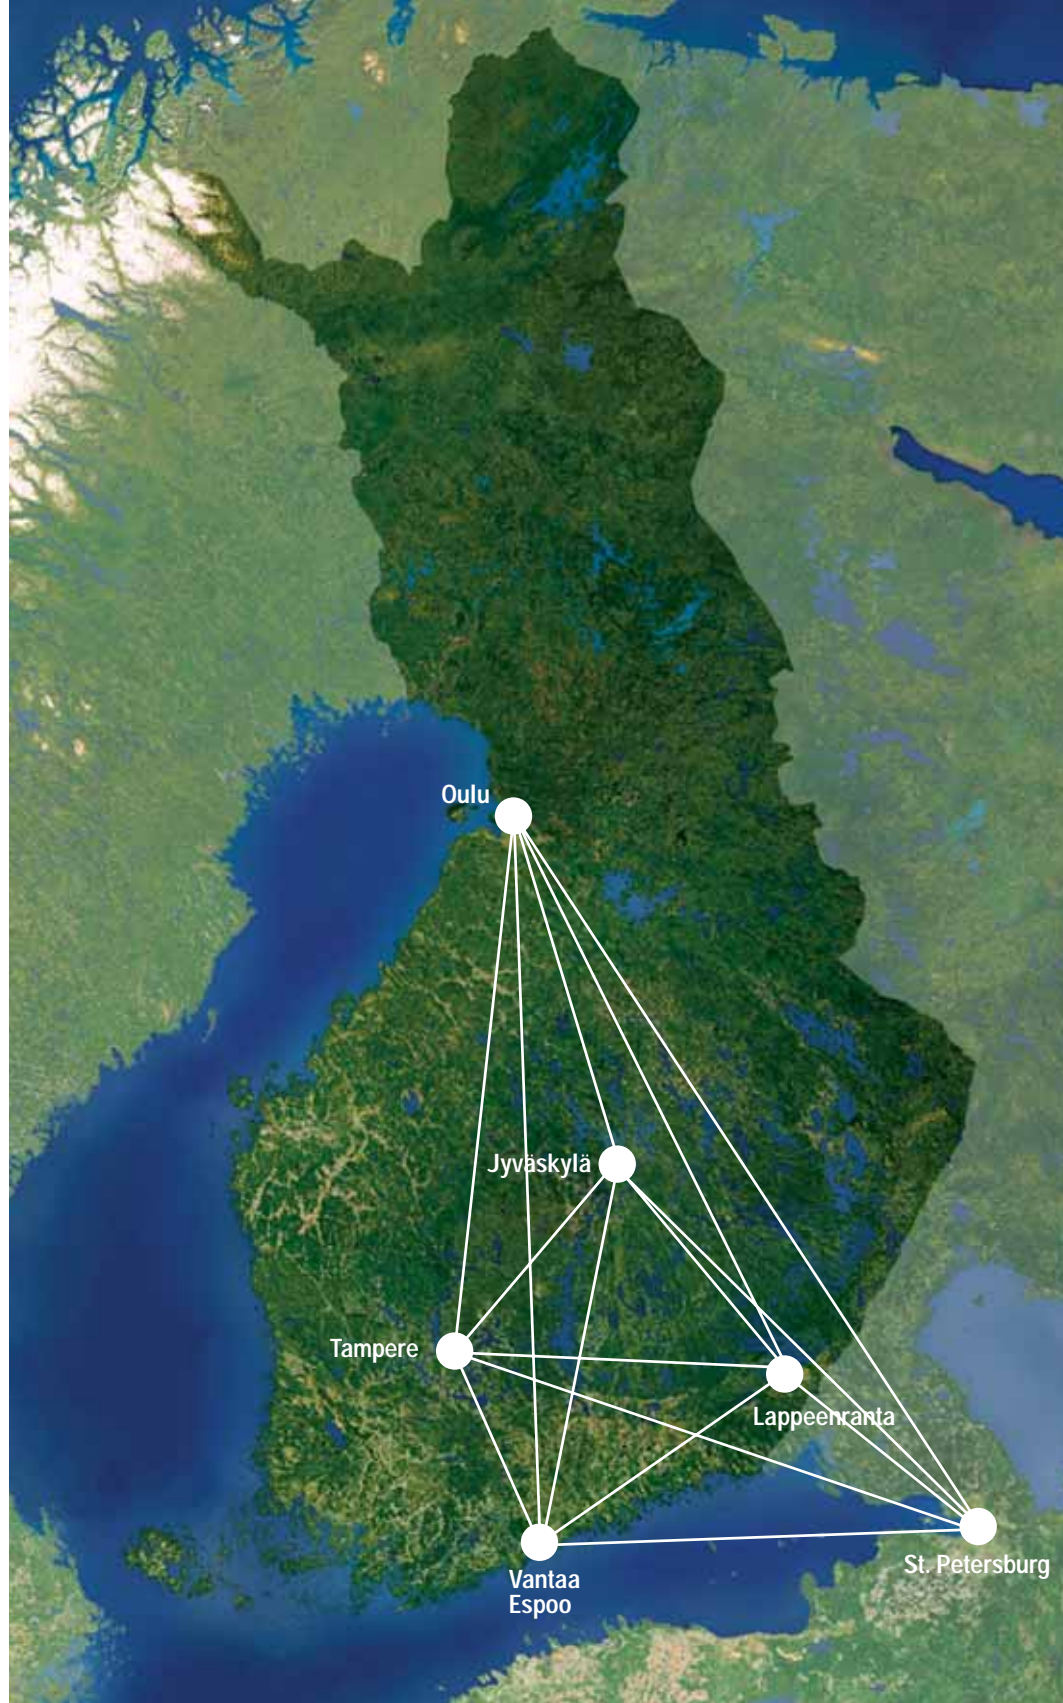 Oulu
Jyväskylä
Tampere
Lappeenranta
St. Petersburg
Vantaa
Espoo